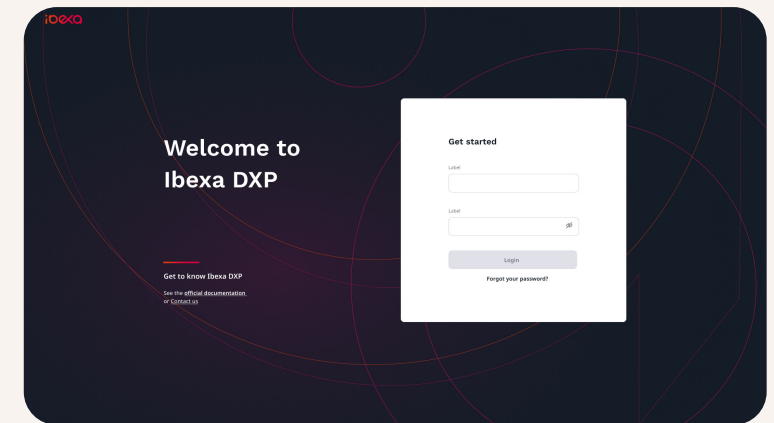 ibexa
Welcome to
Ibexa DXP
Get to know Ibexa DXP
See the official documentation
or Contact us
Get started
Label
Label
Login
Forgot your password?